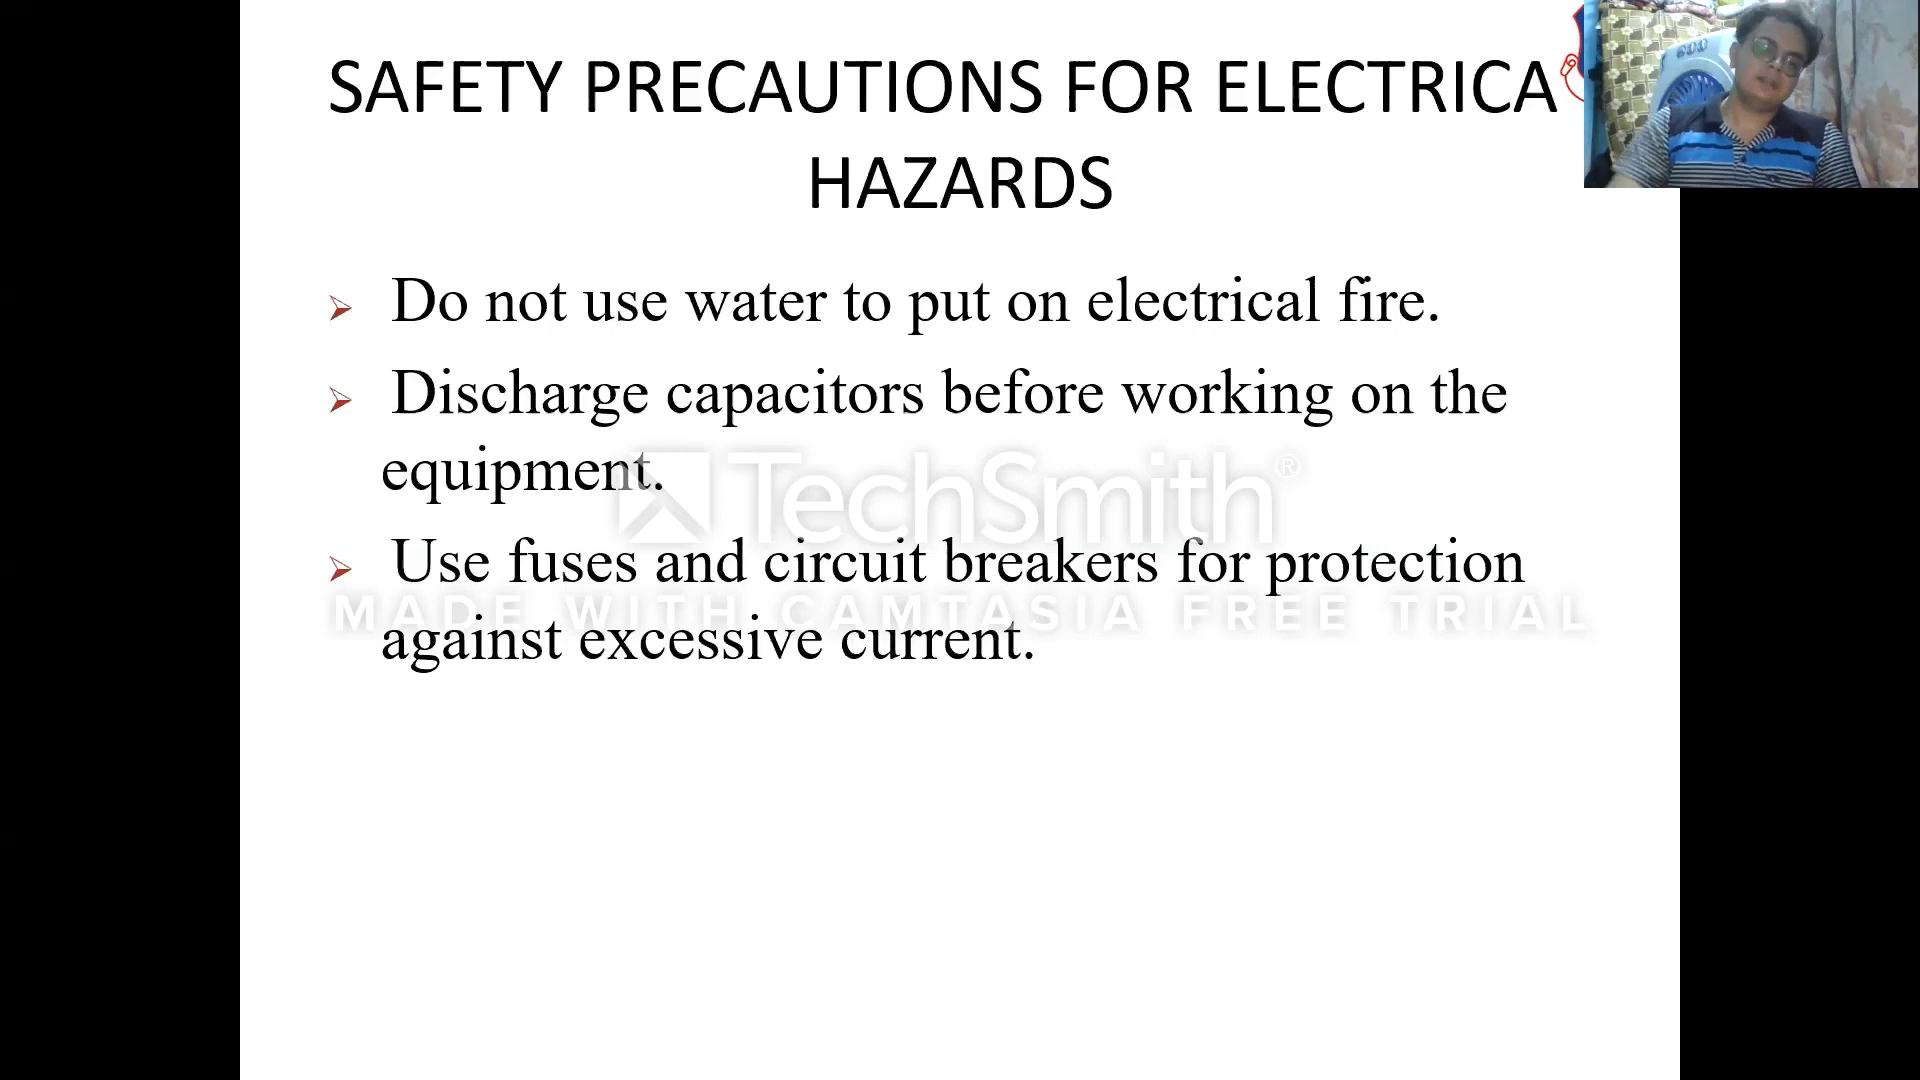 SAFETY PRECAUTIONS FOR ELECTRICA
HAZARDS
➢ Do not use water to put on electrical fire.
➢ Discharge capacitors before working on the
equipment.
TechSmith®
➢ Use fuses and circuit breakers for protection
MADE WITH CAMTASIA FREE TRIAL
against excessive current.